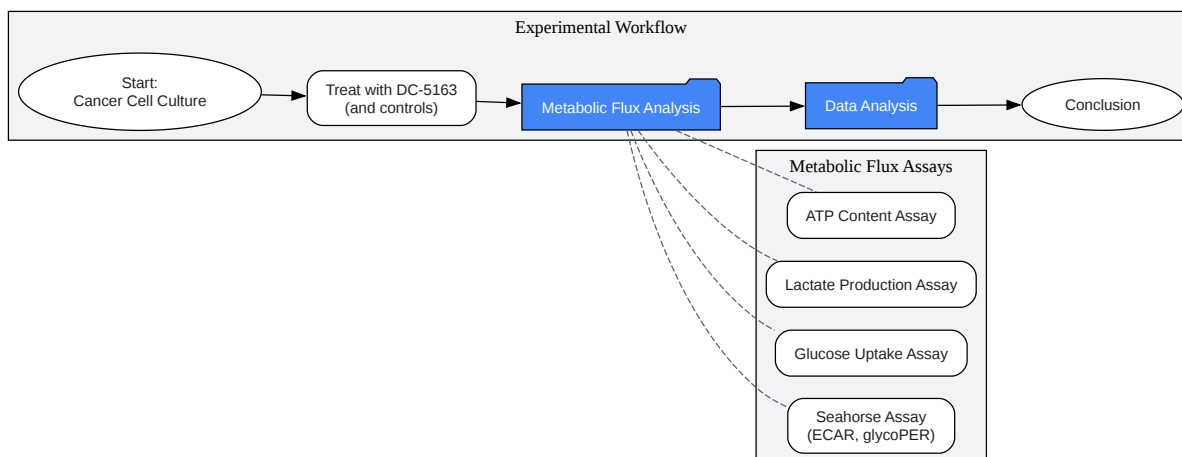 Experimental Workflow
Start:
Cancer Cell Culture
Treat with DC-5163
(and controls)
Metabolic Flux Analysis
Data Analysis
Conclusion
Metabolic Flux Assays
ATP Content Assay
Lactate Production Assay
Glucose Uptake Assay
Seahorse Assay
(ECAR, glycoPER)